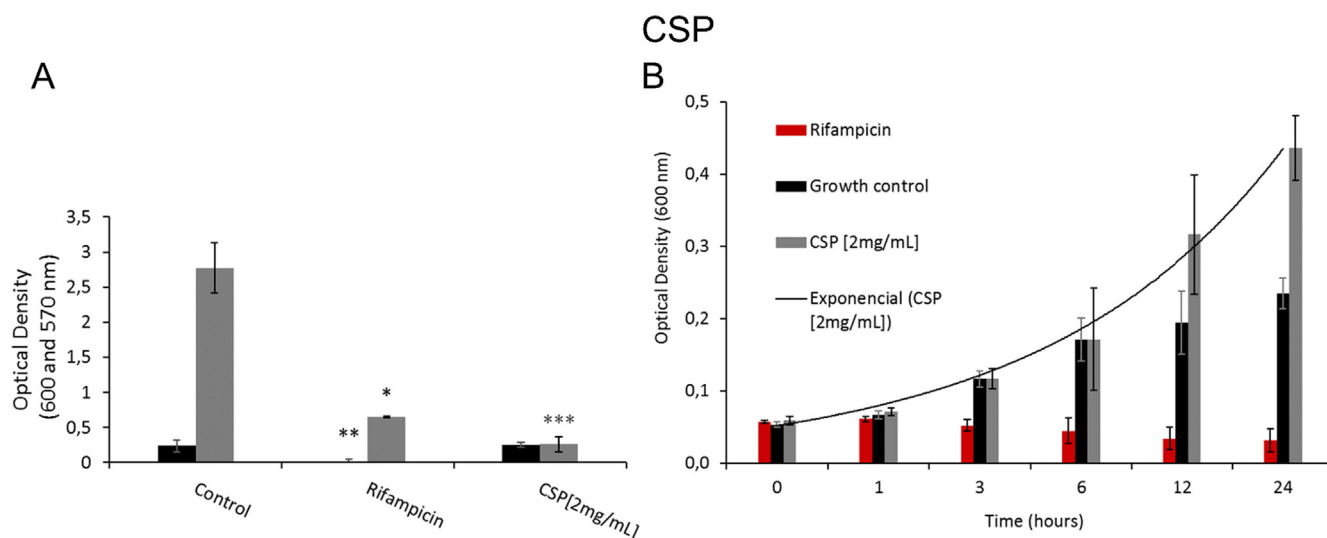 CSP
A
Optical Density
(600 and 570 nm)
3,5
3
2,5
2
1,5
1
0,5
0
**
*
***
Control
Rifampicin
CSP[2mg/mL]
B
Optical Density (600 nm)
0,5
0,4
0,3
0,2
0,1
0,0
Rifampicin
Growth control
CSP [2mg/mL]
Exponencial (CSP
[2mg/mL])
0 1 3 6 12 24
Time (hours)